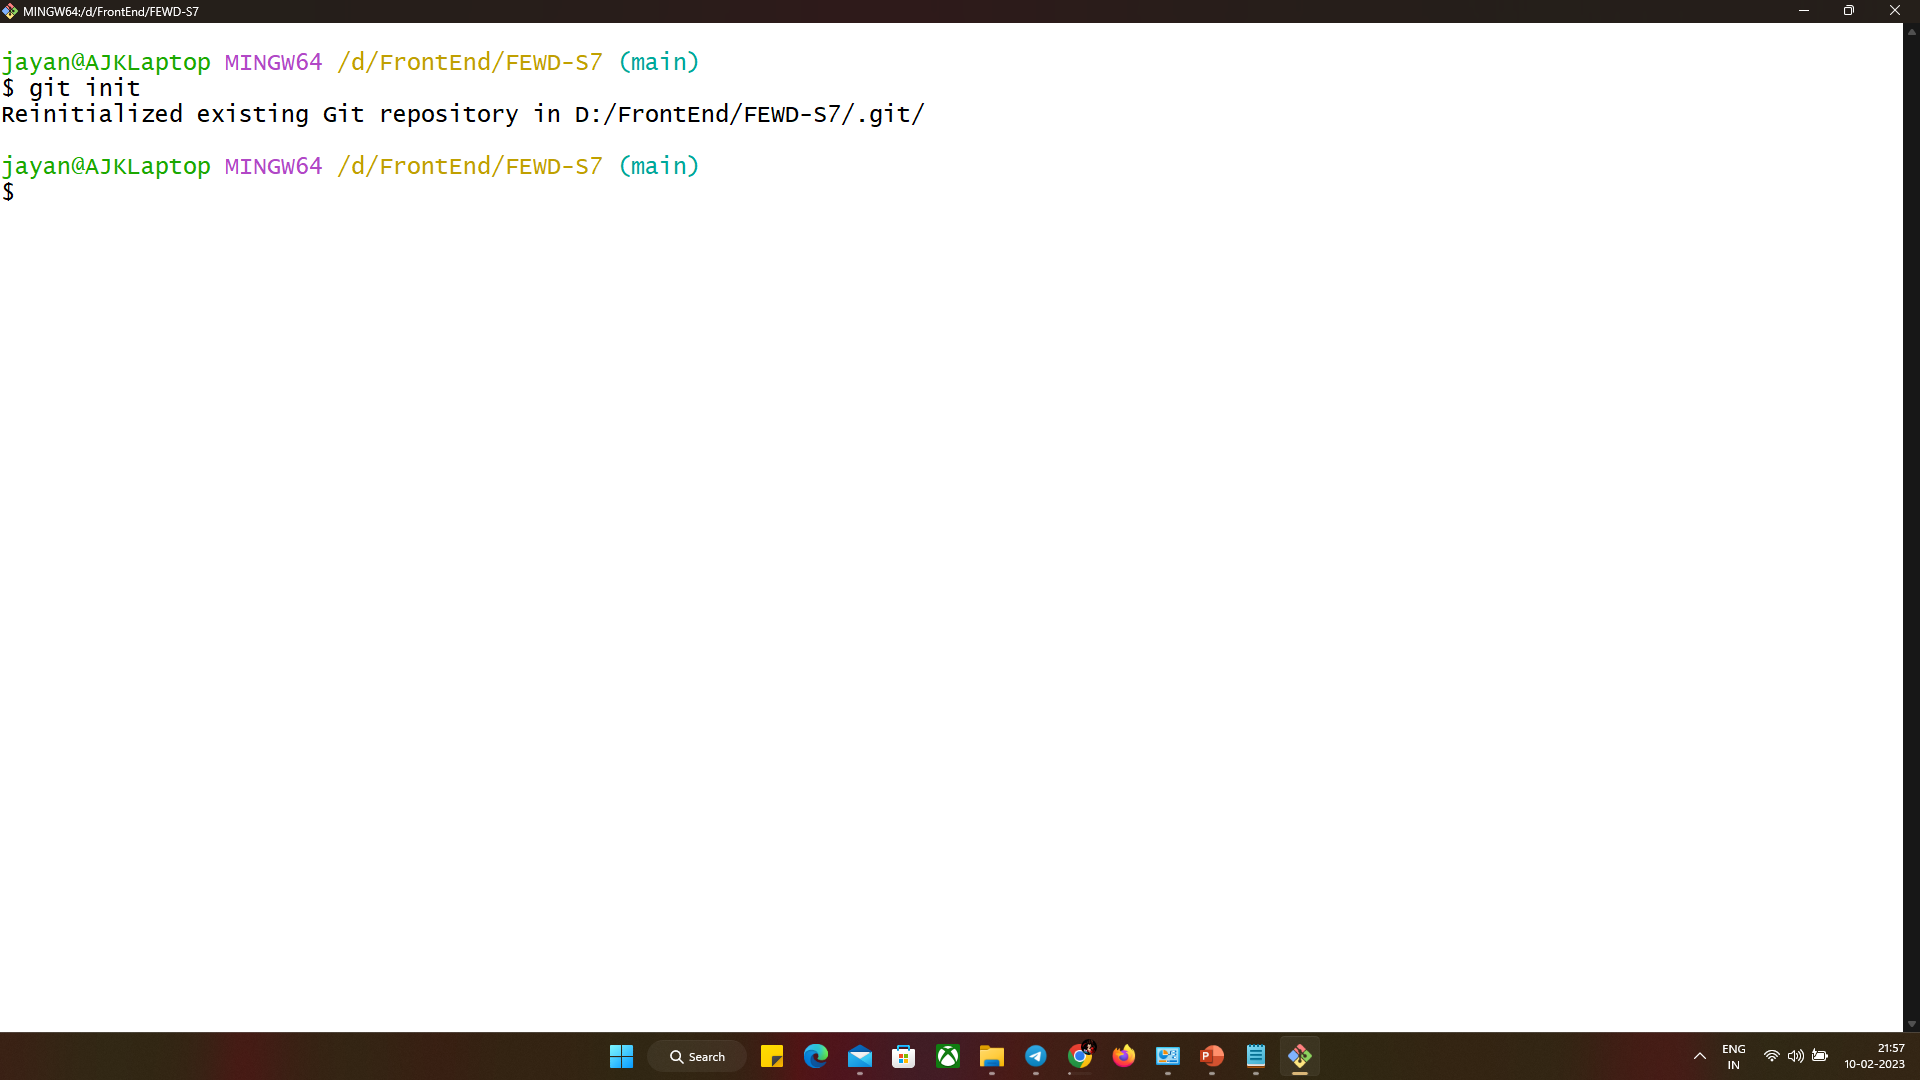 MINGW64:/d/FrontEnd/FEWD-S7
jayan@AJKLaptop MINGW64 /d/FrontEnd/FEWD-S7 (main)
$ git init
Reinitialized existing Git repository in D:/FrontEnd/FEWD-S7/.git/
jayan@AJKLaptop MINGW64 /d/FrontEnd/FEWD-S7 (main)
$
Search
ENG
IN
21:57
10-02-2023